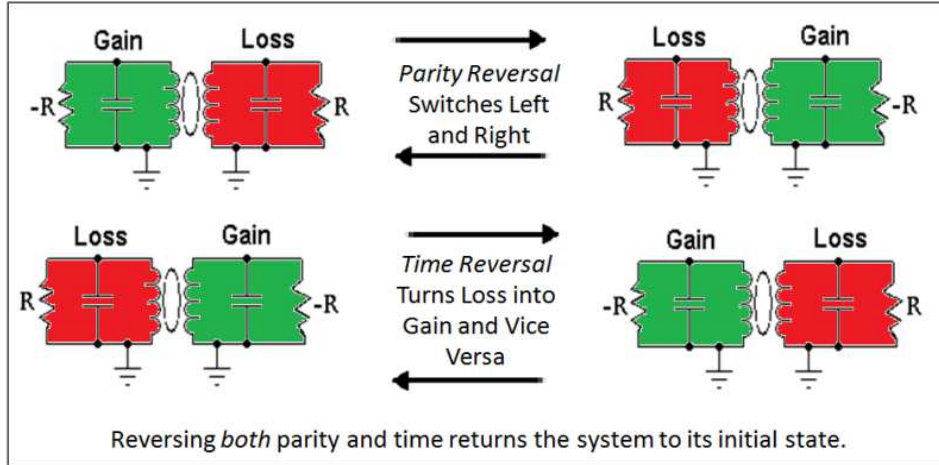 Gain Loss
-R R
Parity Reversal
Switches Left
and Right
Loss Gain
R -R
Loss Gain
R -R
Time Reversal
Turns Loss into
Gain and Vice
Versa
Gain Loss
-R R
Reversing both parity and time returns the system to its initial state.